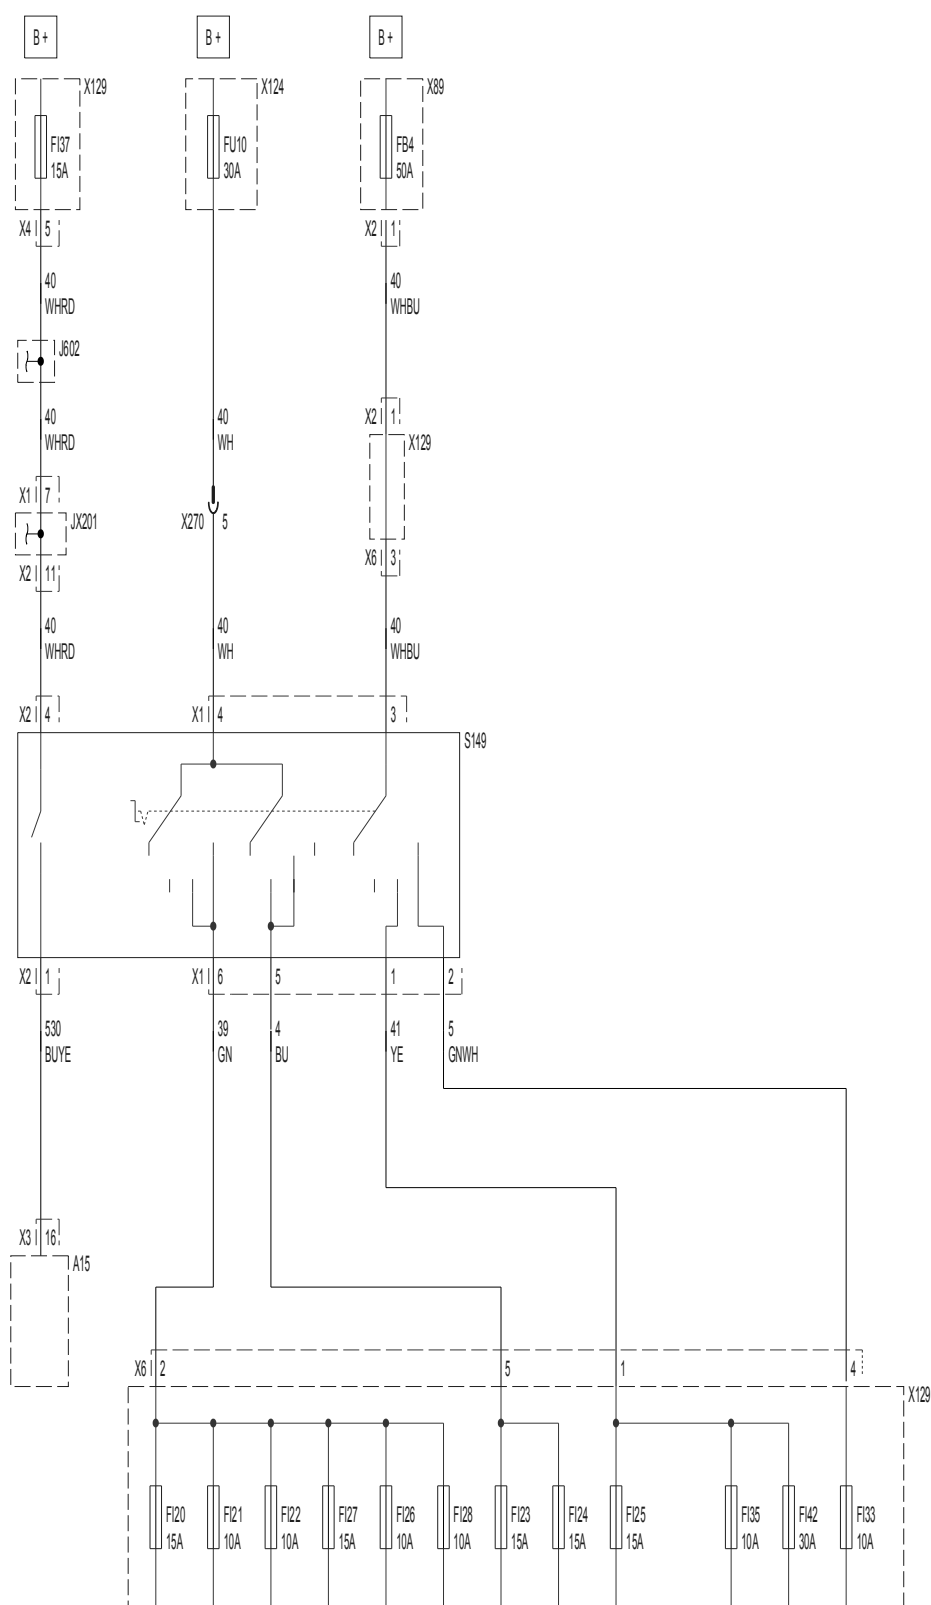 B+ B+ B+
X129 X124 X89
FI37 FU10 FB4
15A 30A 50A
X4 5 X2 1
40 40
WHRD WHBU
J602
40 40 X2 1
WHRD WH X129
X1 7
JX201 X270 5
X2 11 X6 3
40 40 40
WHRD WH WHBU
X2 4 X1 4 3
S149
X2 1 X1 6 5 1 2
530 39 4 41 5
BUYE GN BU YE GNWH
X3 16
A15
X6 2 5 1 4
X129
FI20 FI21 FI22 FI27 FI26 FI28 FI23 FI24 FI25 FI35 FI42 FI33
15A 10A 10A 15A 10A 10A 15A 15A 15A 10A 30A 10A